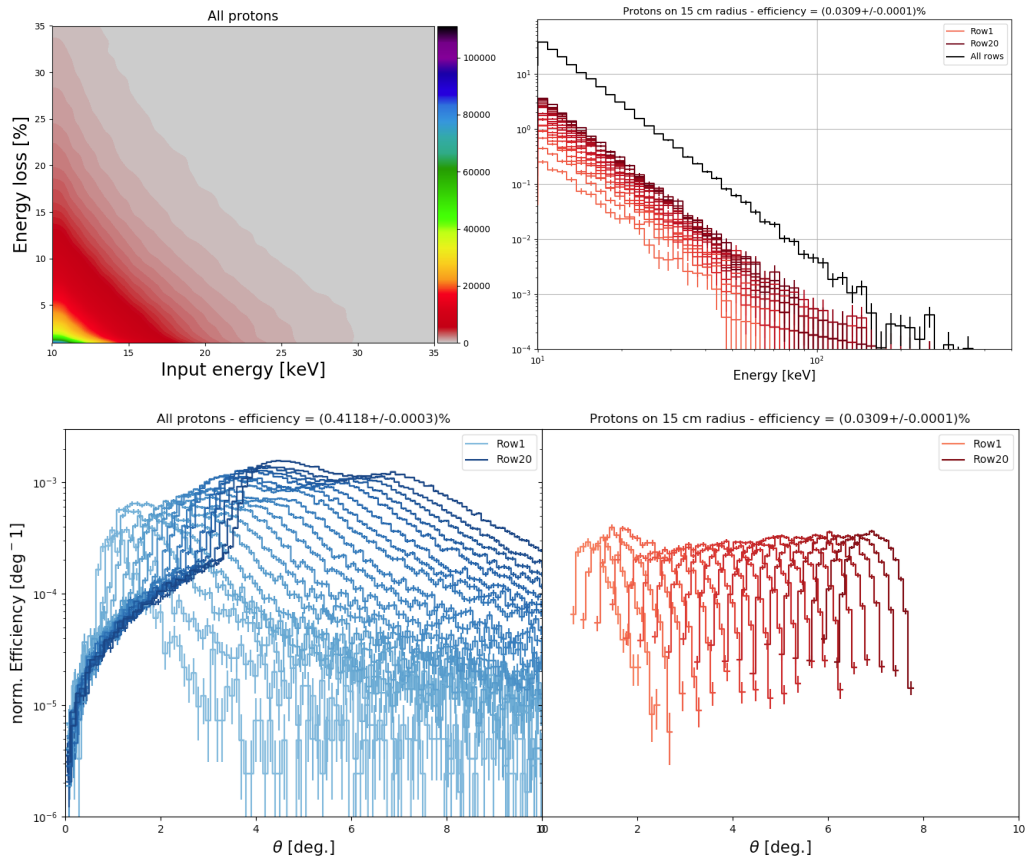 All protons
35
30
25
20
15
10
5
Energy loss [%]
10
15
20
25
30
35
Input energy [keV]
100000
80000
60000
40000
20000
0
Protons on 15 cm radius - efficiency = (0.0309+/-0.0001)%
Row1
Row20
All rows
10¹
10⁰
10⁻¹
10⁻²
10⁻³
10⁻⁴
10¹
10²
Energy [keV]
All protons - efficiency = (0.4118+/-0.0003)%
Row1
Row20
norm. Efficiency [deg⁻1]
10⁻³
10⁻⁴
10⁻⁵
10⁻⁶
0
2
4
6
8
10
θ [deg.]
Protons on 15 cm radius - efficiency = (0.0309+/-0.0001)%
Row1
Row20
0
2
4
6
8
10
θ [deg.]